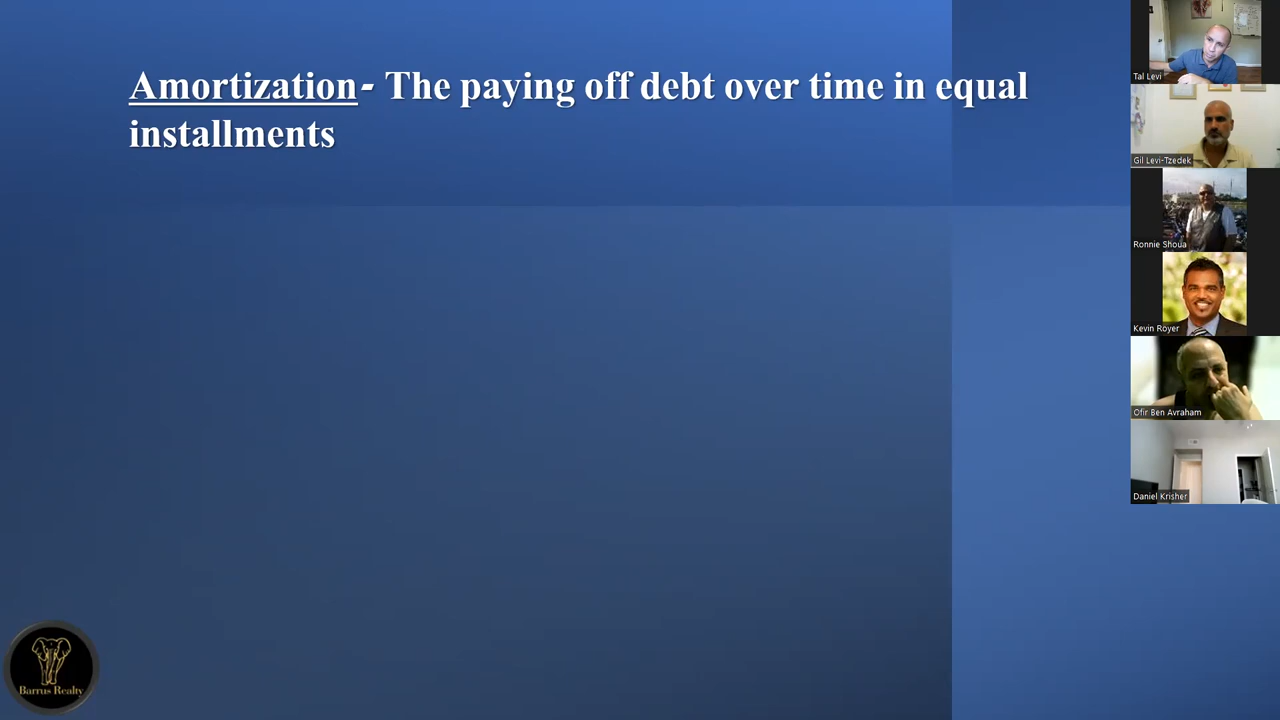 Amortization- The paying off debt over time in equal
installments
Tal Levi
Gil Levi-Tzedek
Ronnie Shoua
Kevin Royer
Ofir Ben Avraham
Daniel Krisher
Barrus Realty